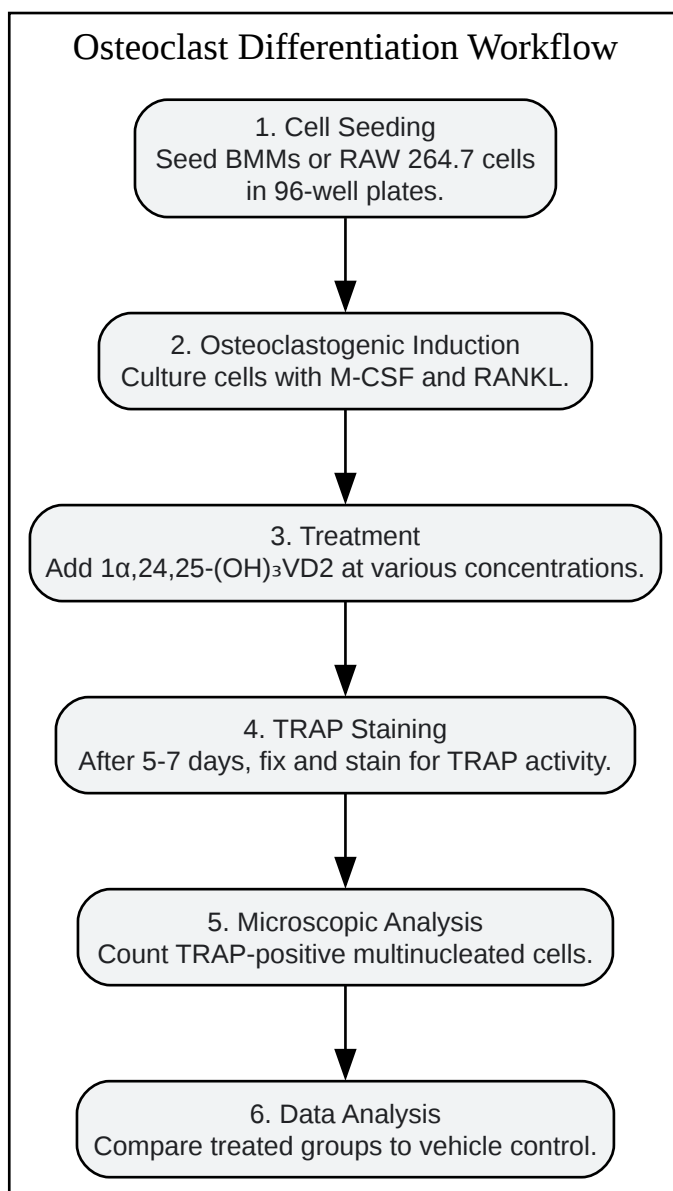 Osteoclast Differentiation Workflow
1. Cell Seeding
Seed BMMs or RAW 264.7 cells
in 96-well plates.
2. Osteoclastogenic Induction
Culture cells with M-CSF and RANKL.
3. Treatment
Add 1α,24,25-(OH)₃VD2 at various concentrations.
4. TRAP Staining
After 5-7 days, fix and stain for TRAP activity.
5. Microscopic Analysis
Count TRAP-positive multinucleated cells.
6. Data Analysis
Compare treated groups to vehicle control.